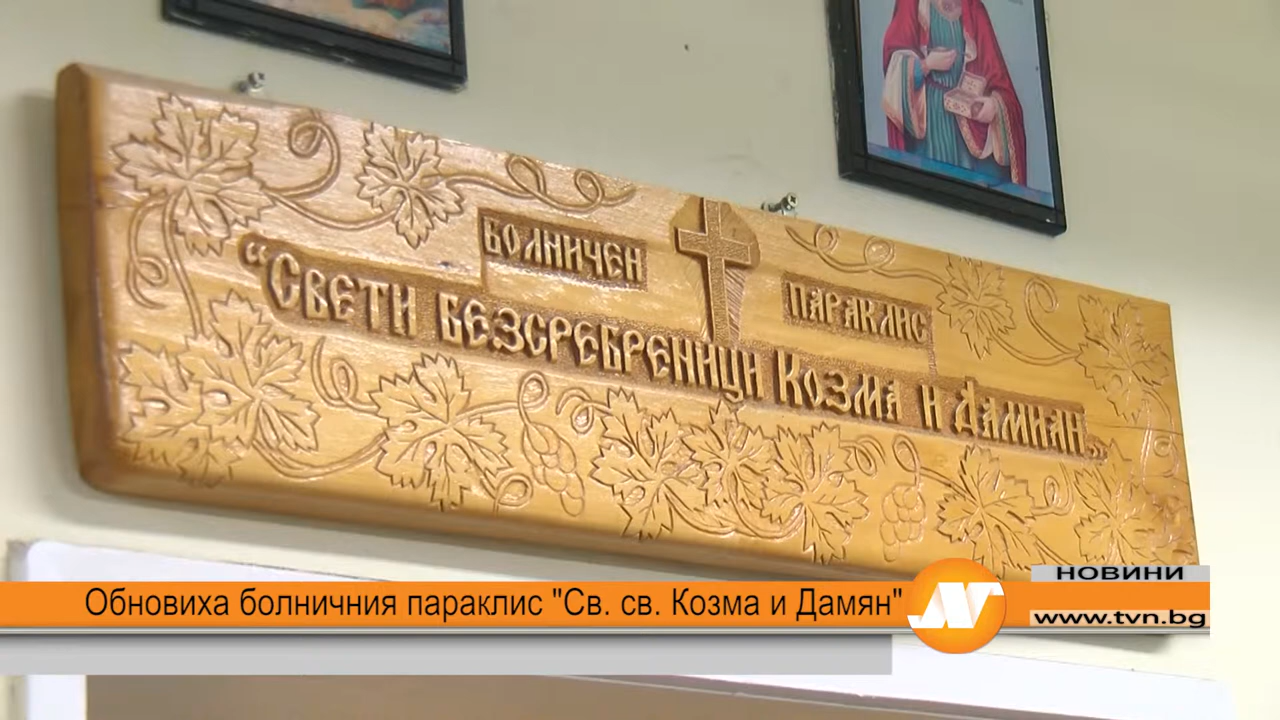 БОЛНИЧЕН ПАРАКЛИС
“СВЕТИ БЕЗСРЕБРЕНИЦИ КОЗМА И ДАМИАН„
Обновиха болничния параклис "Св. св. Козма и Дамян"
НОВИНИ
www.tvn.bg